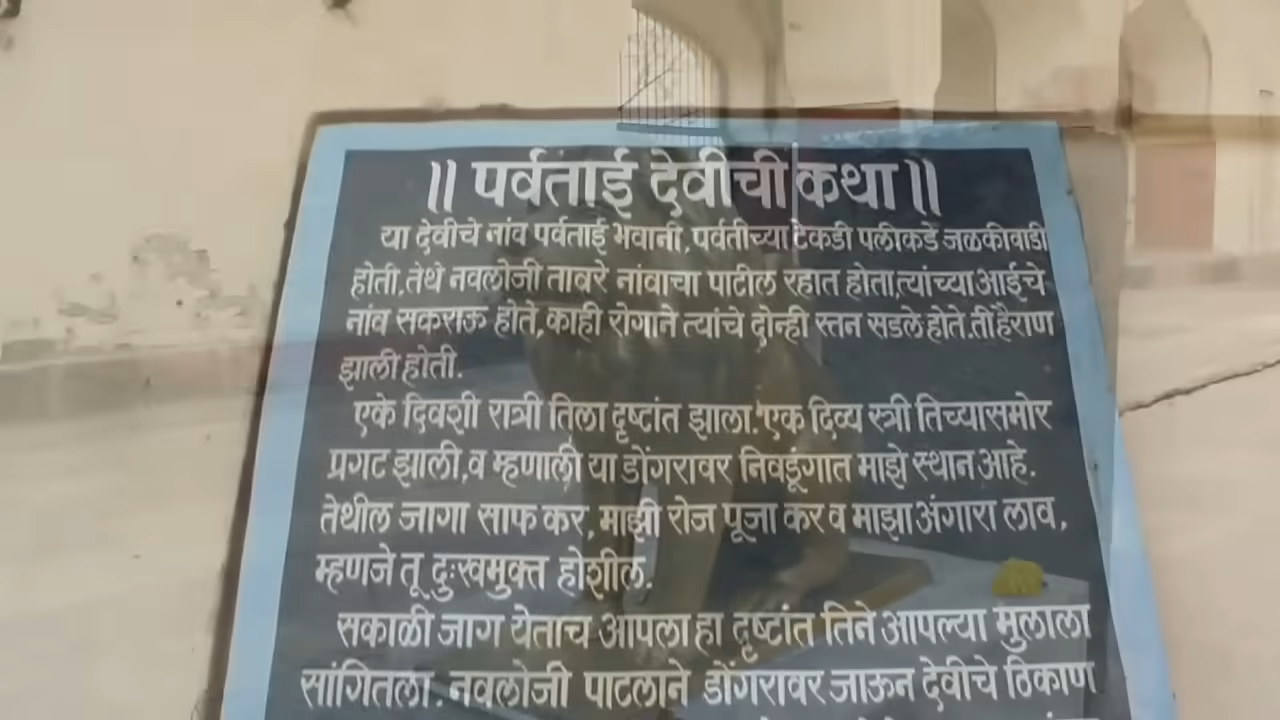 ॥ पर्वताई देवीची कथा ॥
या देवीचे नांव पर्वताई भवानी, पर्वतीच्या टेकडी पलीकडे जळकीवाडी
होती. तेथे नवलोजी ताबरे नांवाचा पाटील रहात होता, त्यांच्या आईचे
नांव सकराऊ होते, काही रोगाने त्यांचे दोन्ही स्तन सडले होते. ती हैराण
झाली होती.
एके दिवशी रात्री तिला दृष्टांत झाला. 'एक दिव्य स्त्री तिच्यासमोर
प्रगट झाली, व म्हणाली या डोंगरावर निवडूंगात माझे स्थान आहे.
तेथील जागा साफ कर, माझी रोज पूजा कर व माझा अंगारा लाव,
म्हणजे तू दुःखमुक्त होशील.
सकाळी जाग येताच आपला हा दृष्टांत तिने आपल्या मुलाला
सांगितला. नवलोजी पाटलाने डोंगरावर जाऊन देवीचे ठिकाण